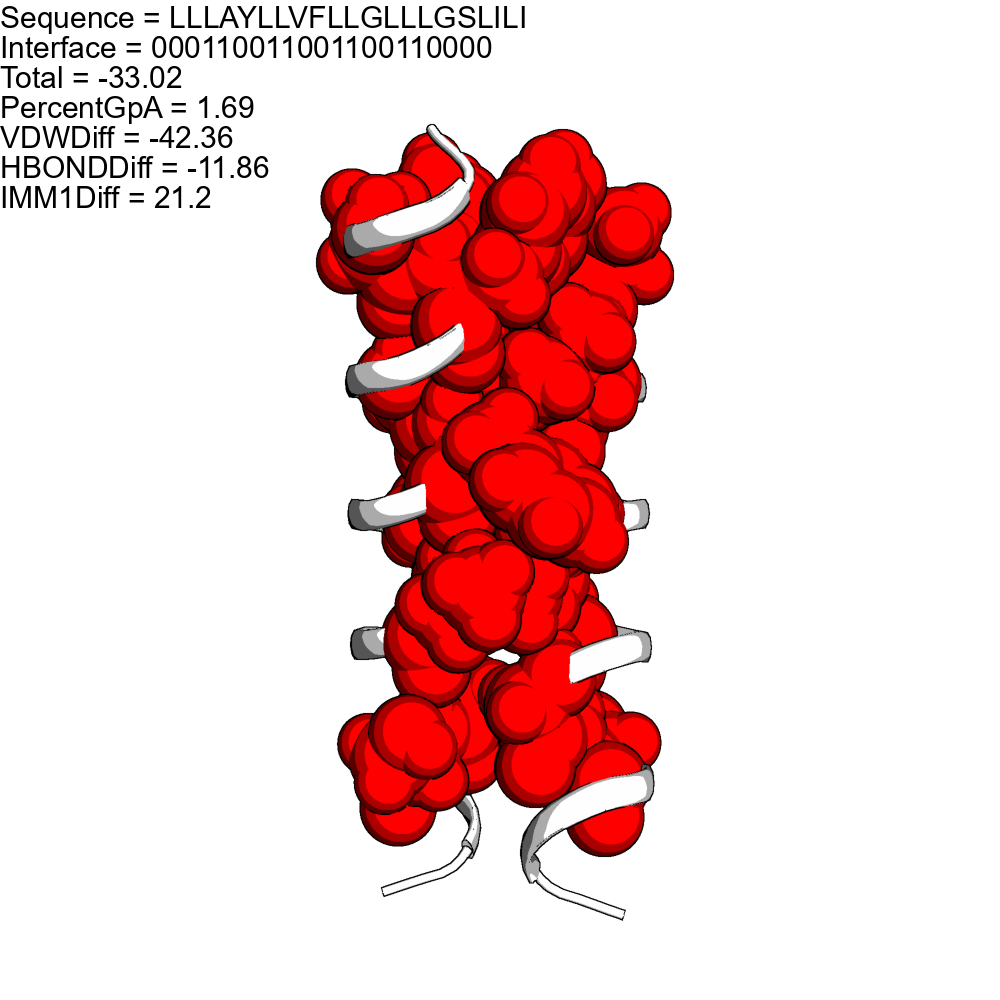 Sequence = LLLAYLLVFLLGLLLGSLILI
Interface = 000110011001100110000
Total = -33.02
PercentGpA = 1.69
VDWDiff = -42.36
HBONDDiff = -11.86
IMM1Diff = 21.2